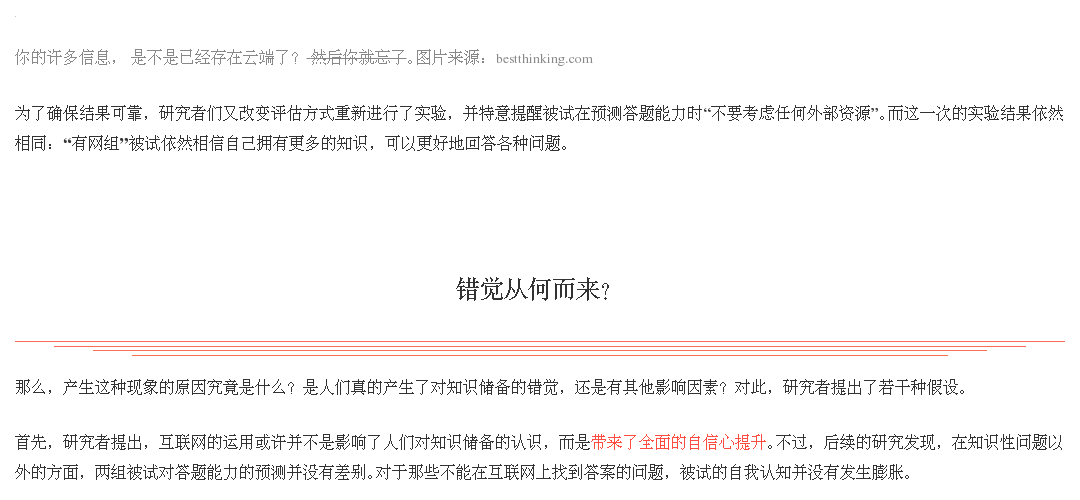 你的许多信息， 是不是已经存在云端了？ 然后你就忘了。图片来源：bestthinking.com
为了确保结果可靠，研究者们又改变评估方式重新进行了实验，并特意提醒被试在预测答题能力时“不要考虑任何外部资源”。而这一次的实验结果依然
相同：“有网组”被试依然相信自己拥有更多的知识，可以更好地回答各种问题。
错觉从何而来？
那么，产生这种现象的原因究竟是什么？是人们真的产生了对知识储备的错觉，还是有其他影响因素？对此，研究者提出了若干种假设。
首先，研究者提出，互联网的运用或许并不是影响了人们对知识储备的认识，而是带来了全面的自信心提升。不过，后续的研究发现，在知识性问题以
外的方面，两组被试对答题能力的预测并没有差别。对于那些不能在互联网上找到答案的问题，被试的自我认知并没有发生膨胀。